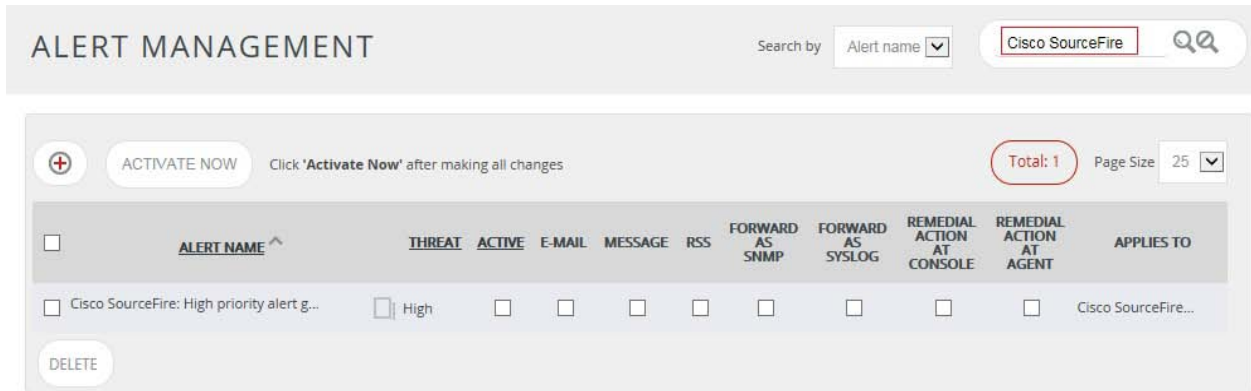 ALERT MANAGEMENT
Search by
Alert name
Cisco SourceFire
ACTIVATE NOW
Click 'Activate Now' after making all changes
Total: 1
Page Size
25
ALERT NAME
THREAT
ACTIVE
E-MAIL
MESSAGE
RSS
FORWARD
AS
SNMP
FORWARD
AS
SYSLOG
REMEDIAL
ACTION
AT
CONSOLE
REMEDIAL
ACTION
AT
AGENT
APPLIES TO
Cisco SourceFire: High priority alert g...
High
Cisco SourceFire...
DELETE